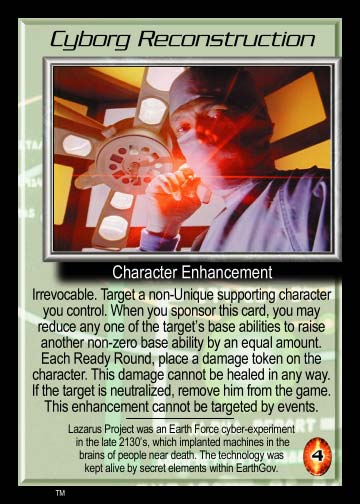 Cyborg Reconstruction
Character Enhancement
Irrevocable. Target a non-Unique supporting character
you control. When you sponsor this card, you may
reduce any one of the target's base abilities to raise
another non-zero base ability by an equal amount.
Each Ready Round, place a damage token on the
character. This damage cannot be healed in any way.
If the target is neutralized, remove him from the game.
This enhancement cannot be targeted by events.
Lazarus Project was an Earth Force cyber-experiment
in the late 2130's, which implanted machines in the
brains of people near death. The technology was
kept alive by secret elements within EarthGov.
4
TM